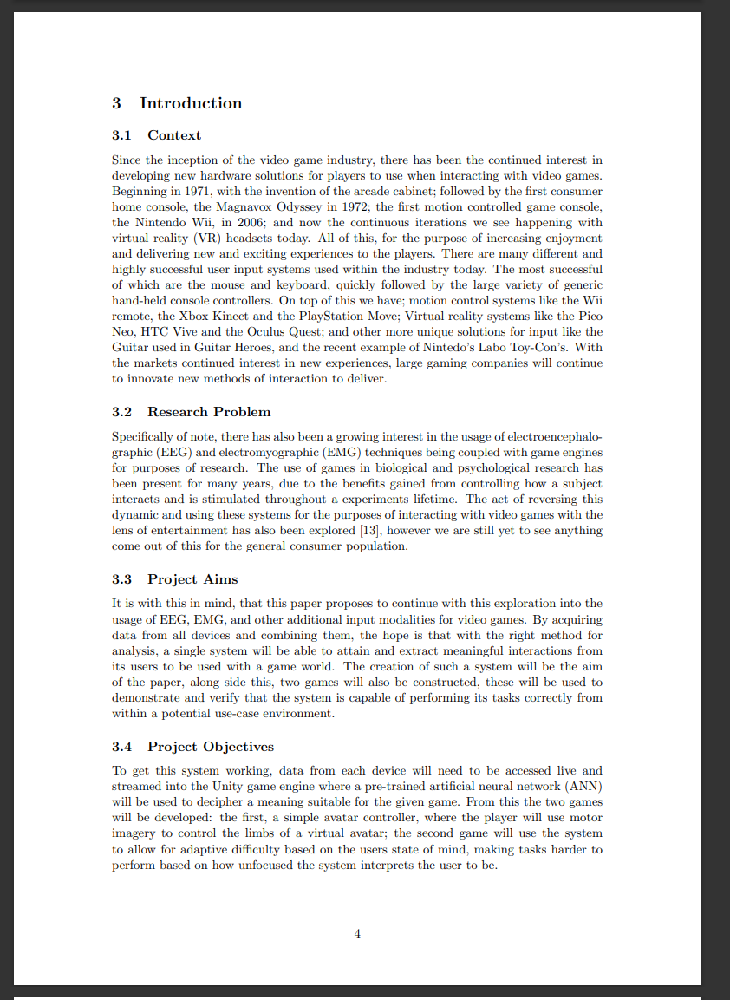 3 Introduction
3.1 Context
Since the inception of the video game industry, there has been the continued interest in
developing new hardware solutions for players to use when interacting with video games.
Beginning in 1971, with the invention of the arcade cabinet; followed by the first consumer
home console, the Magnavox Odyssey in 1972; the first motion controlled game console,
the Nintendo Wii, in 2006; and now the continuous iterations we see happening with
virtual reality (VR) headsets today. All of this, for the purpose of increasing enjoyment
and delivering new and exciting experiences to the players. There are many different and
highly successful user input systems used within the industry today. The most successful
of which are the mouse and keyboard, quickly followed by the large variety of generic
hand-held console controllers. On top of this we have; motion control systems like the Wii
remote, the Xbox Kinect and the PlayStation Move; Virtual reality systems like the Pico
Neo, HTC Vive and the Oculus Quest; and other more unique solutions for input like the
Guitar used in Guitar Heroes, and the recent example of Nintedo's Labo Toy-Con's. With
the markets continued interest in new experiences, large gaming companies will continue
to innovate new methods of interaction to deliver.
3.2 Research Problem
Specifically of note, there has also been a growing interest in the usage of electroencephalo-
graphic (EEG) and electromyographic (EMG) techniques being coupled with game engines
for purposes of research. The use of games in biological and psychological research has
been present for many years, due to the benefits gained from controlling how a subject
interacts and is stimulated throughout a experiments lifetime. The act of reversing this
dynamic and using these systems for the purposes of interacting with video games with the
lens of entertainment has also been explored [13], however we are still yet to see anything
come out of this for the general consumer population.
3.3 Project Aims
It is with this in mind, that this paper proposes to continue with this exploration into the
usage of EEG, EMG, and other additional input modalities for video games. By acquiring
data from all devices and combining them, the hope is that with the right method for
analysis, a single system will be able to attain and extract meaningful interactions from
its users to be used with a game world. The creation of such a system will be the aim
of the paper, along side this, two games will also be constructed, these will be used to
demonstrate and verify that the system is capable of performing its tasks correctly from
within a potential use-case environment.
3.4 Project Objectives
To get this system working, data from each device will need to be accessed live and
streamed into the Unity game engine where a pre-trained artificial neural network (ANN)
will be used to decipher a meaning suitable for the given game. From this the two games
will be developed: the first, a simple avatar controller, where the player will use motor
imagery to control the limbs of a virtual avatar; the second game will use the system
to allow for adaptive difficulty based on the users state of mind, making tasks harder to
perform based on how unfocused the system interprets the user to be.
4